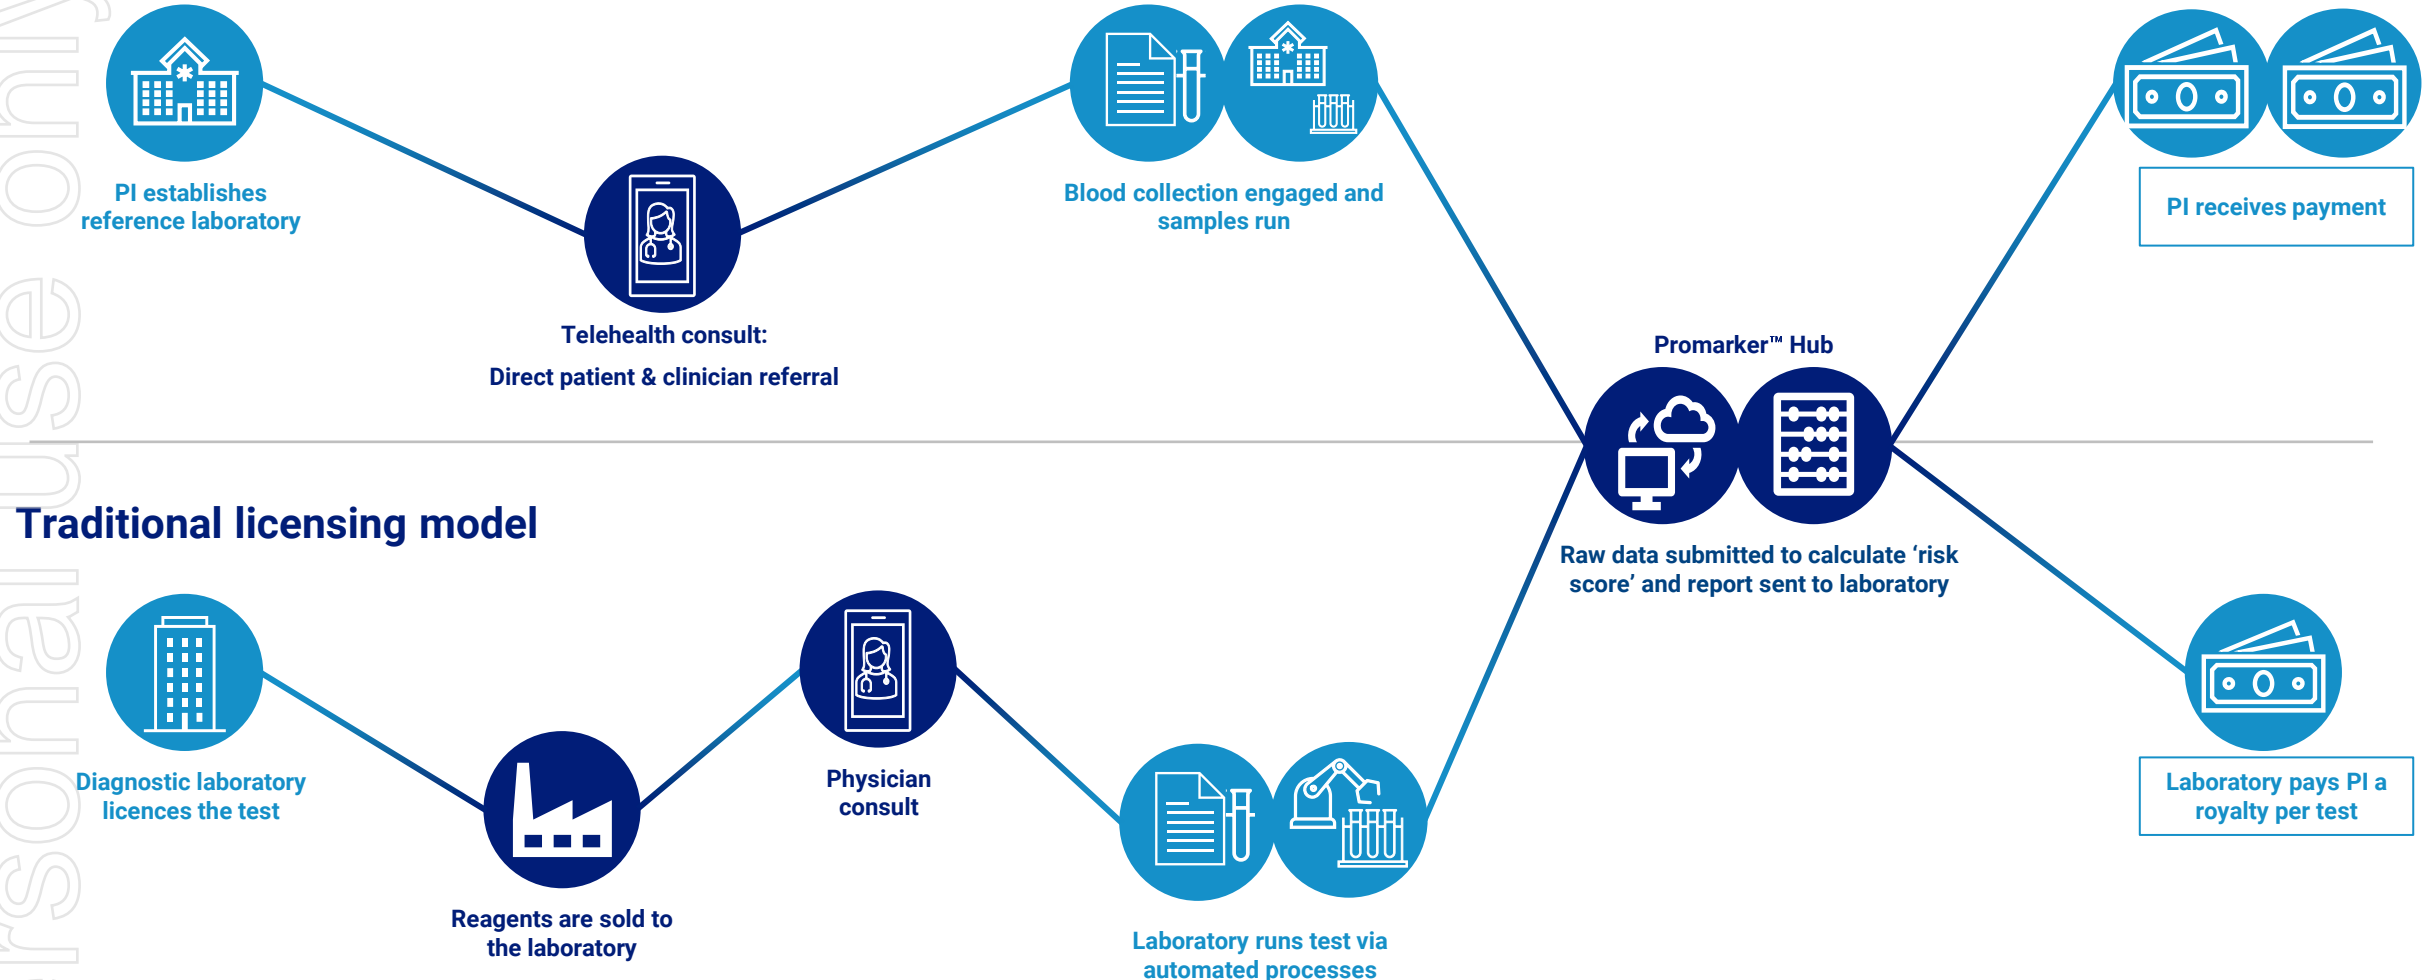 PI establishes
reference laboratory
Telehealth consult:
Direct patient & clinician referral
Blood collection engaged and
samples run
PI receives payment
Promarker™ Hub
Raw data submitted to calculate ‘risk
score’ and report sent to laboratory
Traditional licensing model
Diagnostic laboratory
licences the test
Reagents are sold to
the laboratory
Physician
consult
Laboratory runs test via
automated processes
Laboratory pays PI a
royalty per test
ersonal use only